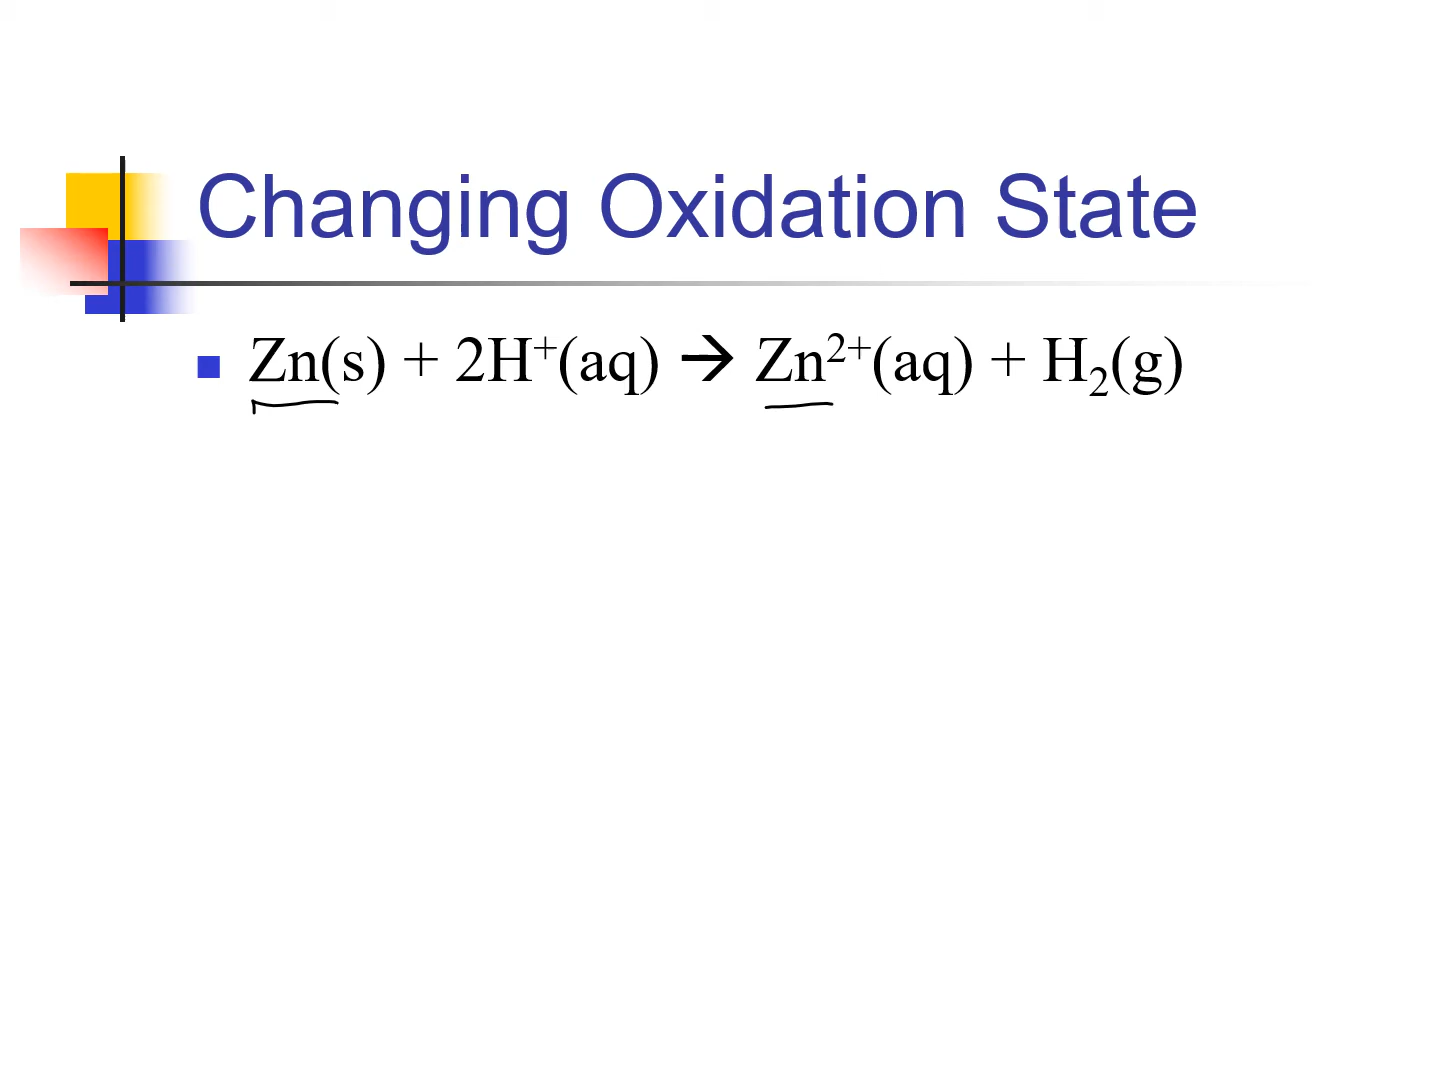 Changing Oxidation State
Zn(s) + 2H⁺(aq) → Zn²⁺(aq) + H₂(g)